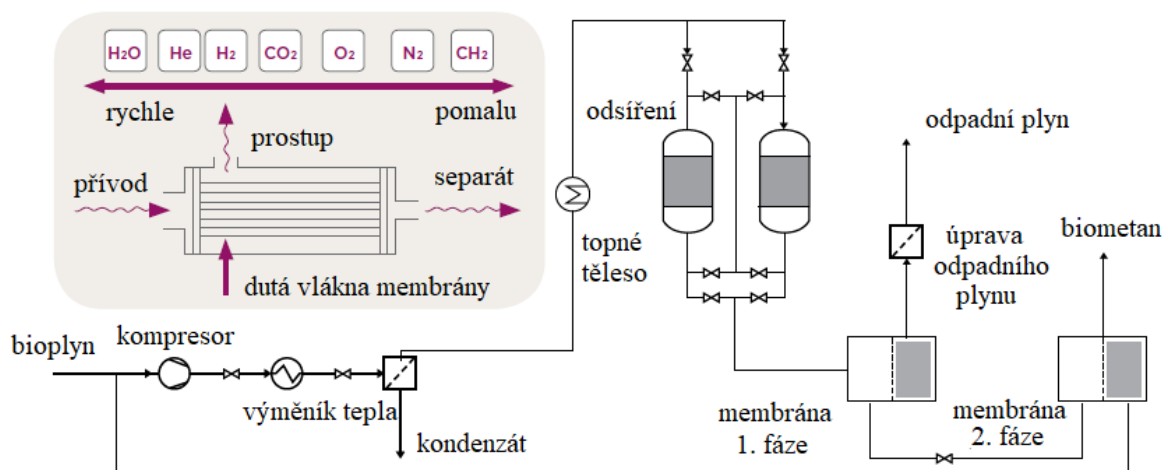 H₂O He H₂ CO₂ O₂ N₂ CH₂
rychle
pomalu
prostup
přívod
separát
dutá vlákna membrány
odsíření
topné
těleso
odpadní plyn
úprava
odpadního
plynu
biometan
bioplyn
kompresor
výměník tepla
kondenzát
membrána
1. fáze
membrána
2. fáze